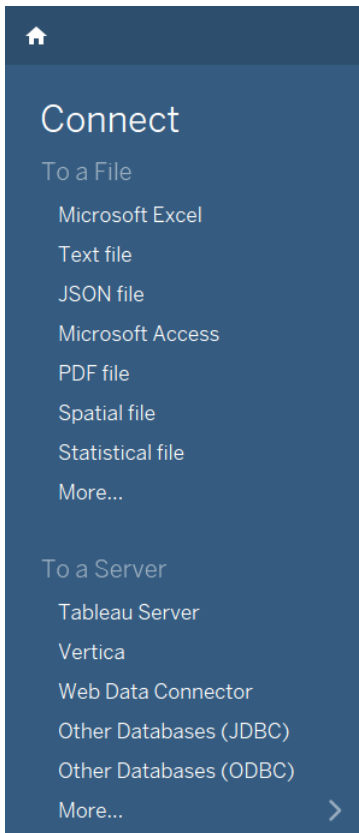 Connect
To a File
Microsoft Excel
Text file
JSON file
Microsoft Access
PDF file
Spatial file
Statistical file
More...
To a Server
Tableau Server
Vertica
Web Data Connector
Other Databases (JDBC)
Other Databases (ODBC)
More...